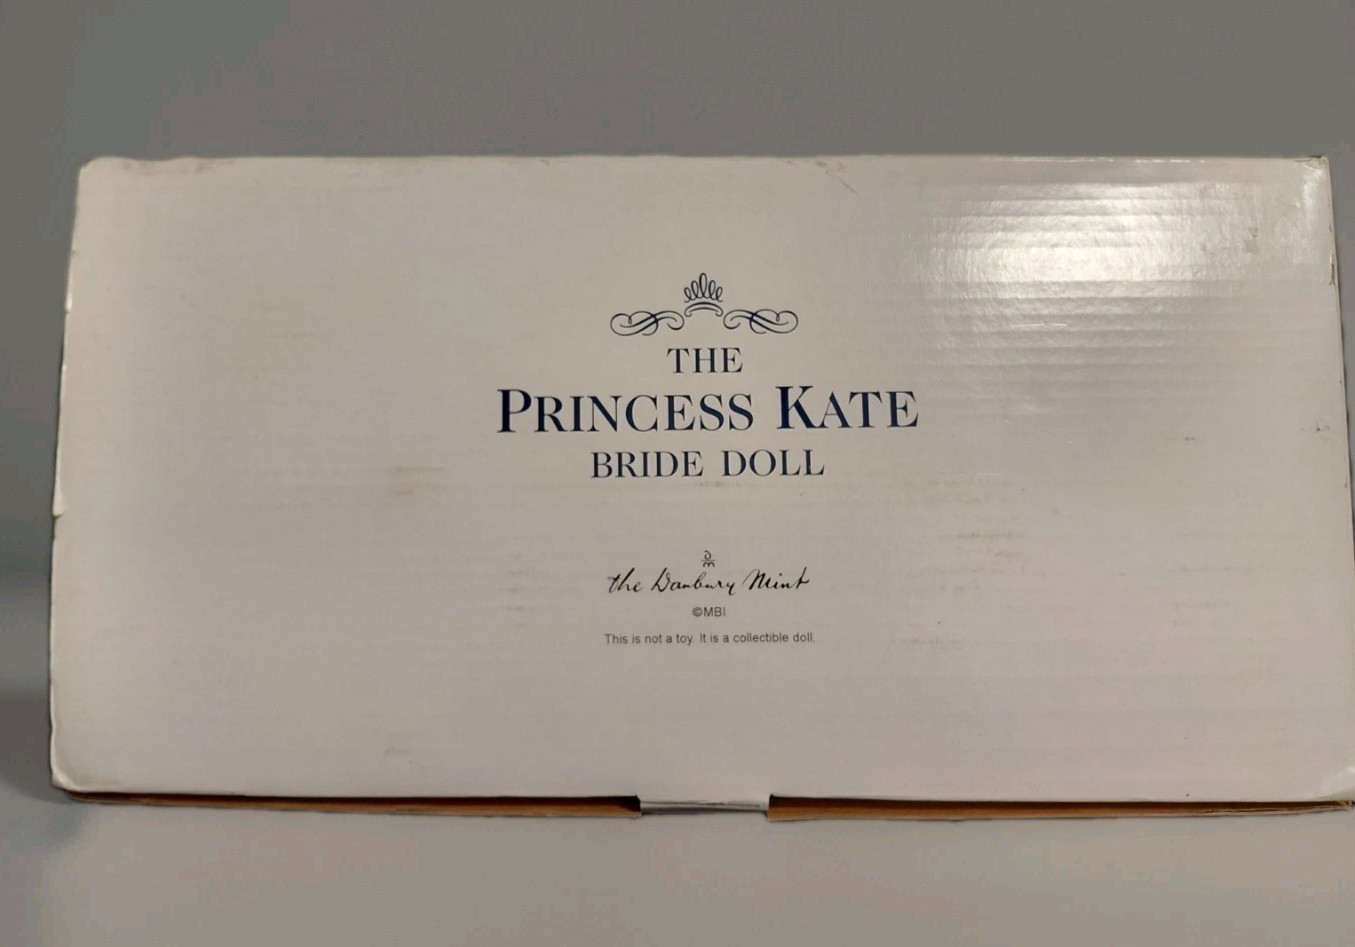 THE
PRINCESS KATE
BRIDE DOLL
the Danbury Mint
©MBI
This is not a toy. It is a collectible doll.